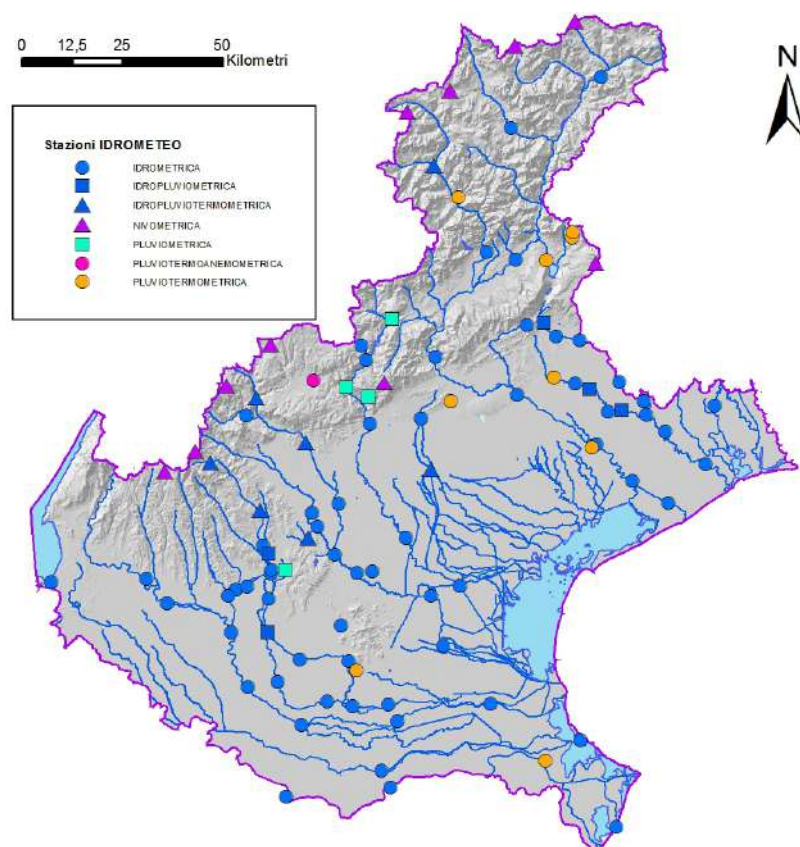 0 12,5 25 50
Kilometri
N
Stazioni IDROMETEO
IDROMETRICA
IDROPLUVIOMETRICA
IDROPLUVIOTERMOMETRICA
NIVOMETRICA
PLUVIOMETRICA
PLUVIOTERMOANEMOMETRICA
PLUVIOTERMOMETRICA